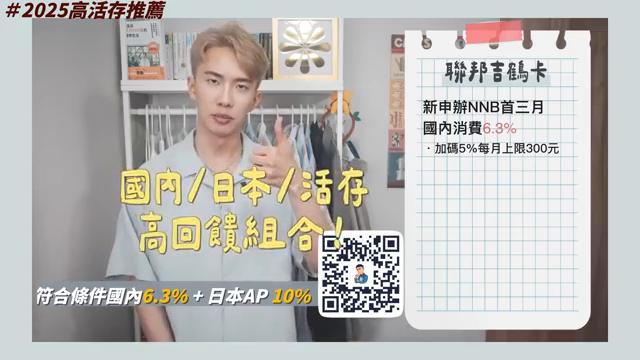 #2025高活存推薦
聯邦吉鶴卡
新申辦NNB首三月
國內消費6.3%
・加碼5%每月上限300元
國內/日本/活存
高回饋組合!
符合條件國內6.3% + 日本AP 10%